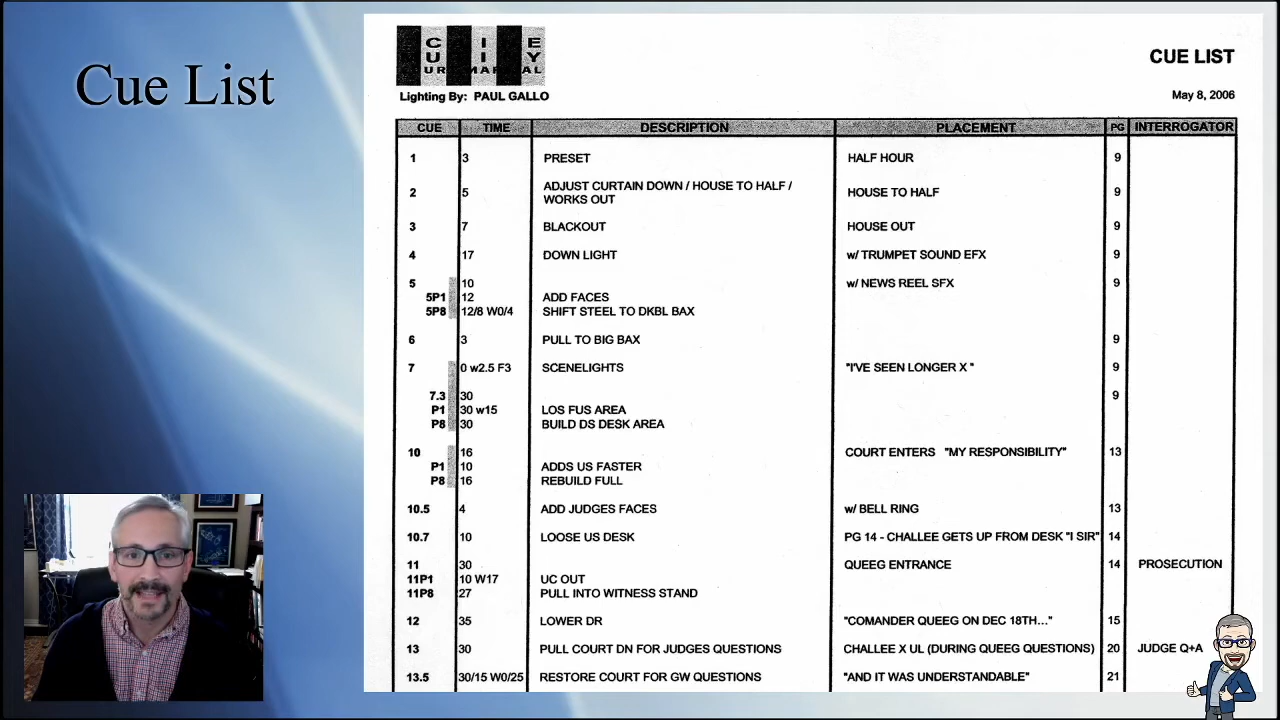 Cue List
C I E
U I Y
UR MAR AL
CUE LIST
Lighting By: PAUL GALLO
May 8, 2006
CUE TIME DESCRIPTION PLACEMENT PG INTERROGATOR
1 3 PRESET HALF HOUR 9
2 5 ADJUST CURTAIN DOWN / HOUSE TO HALF / WORKS OUT HOUSE TO HALF 9
3 7 BLACKOUT HOUSE OUT 9
4 17 DOWN LIGHT w/ TRUMPET SOUND EFX 9
5 10 w/ NEWS REEL SFX 9
5P1 12 ADD FACES
5P8 12/8 W0/4 SHIFT STEEL TO DKBL BAX
6 3 PULL TO BIG BAX 9
7 0 w2.5 F3 SCENELIGHTS "I'VE SEEN LONGER X " 9
7.3 30 9
P1 30 w15 LOS FUS AREA
P8 30 BUILD DS DESK AREA
10 16 COURT ENTERS "MY RESPONSIBILITY" 13
P1 10 ADDS US FASTER
P8 16 REBUILD FULL
10.5 4 ADD JUDGES FACES w/ BELL RING 13
10.7 10 LOOSE US DESK PG 14 - CHALLEE GETS UP FROM DESK "I SIR" 14
11 30 QUEEG ENTRANCE 14 PROSECUTION
11P1 10 W17 UC OUT
11P8 27 PULL INTO WITNESS STAND
12 35 LOWER DR "COMANDER QUEEG ON DEC 18TH..." 15
13 30 PULL COURT DN FOR JUDGES QUESTIONS CHALLEE X UL (DURING QUEEG QUESTIONS) 20 JUDGE Q+A
13.5 30/15 W0/25 RESTORE COURT FOR GW QUESTIONS "AND IT WAS UNDERSTANDABLE" 21